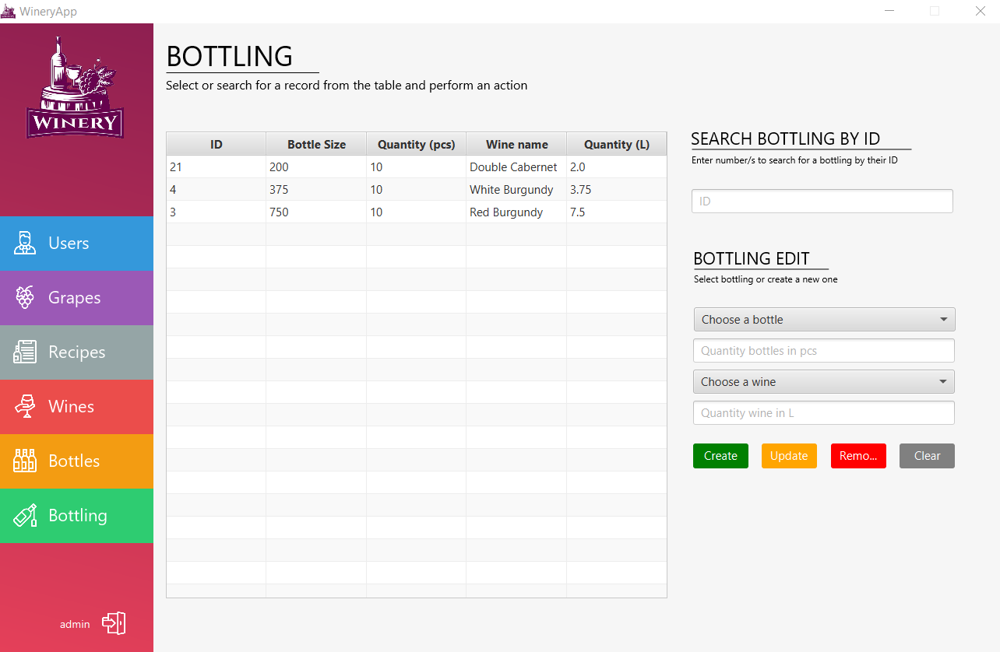 WineryApp
WINERY
Users
Grapes
Recipes
Wines
Bottles
Bottling
admin
BOTTLING
Select or search for a record from the table and perform an action
ID Bottle Size Quantity (pcs) Wine name Quantity (L)
21 200 10 Double Cabernet 2.0
4 375 10 White Burgundy 3.75
3 750 10 Red Burgundy 7.5
SEARCH BOTTLING BY ID
Enter number/s to search for a bottling by their ID
ID
BOTTLING EDIT
Select bottling or create a new one
Choose a bottle
Quantity bottles in pcs
Choose a wine
Quantity wine in L
Create Update Remo... Clear